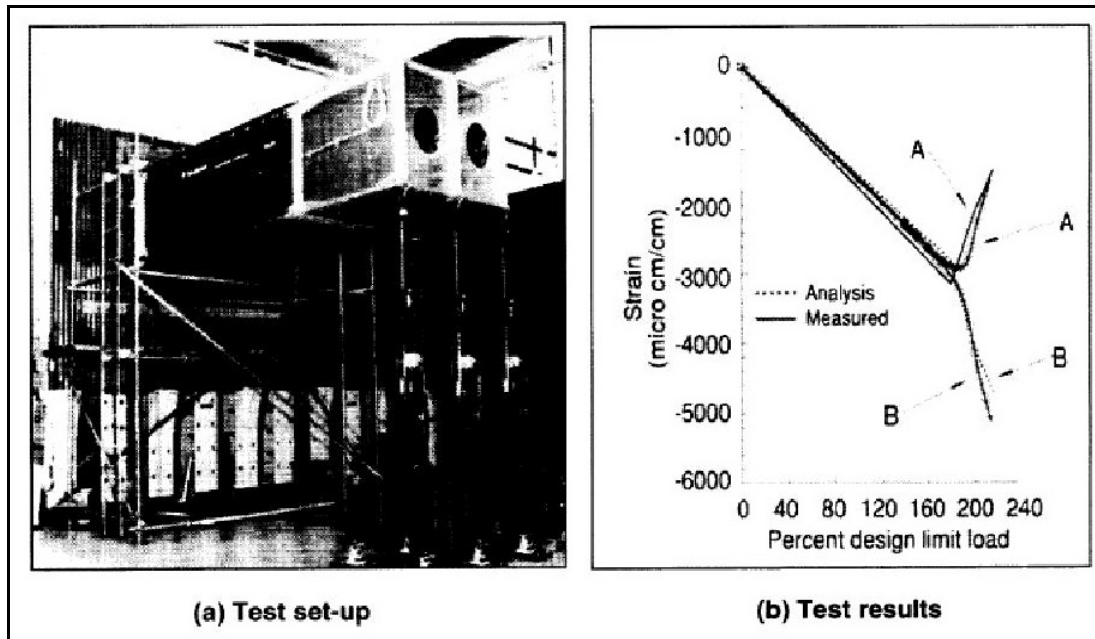 0
-1000
-2000
-3000
-4000
-5000
-6000
Strain
(micro cm/cm)
A
A
Analysis
Measured
B
B
0 40 80 120 160 200 240
Percent design limit load
(a) Test set-up
(b) Test results